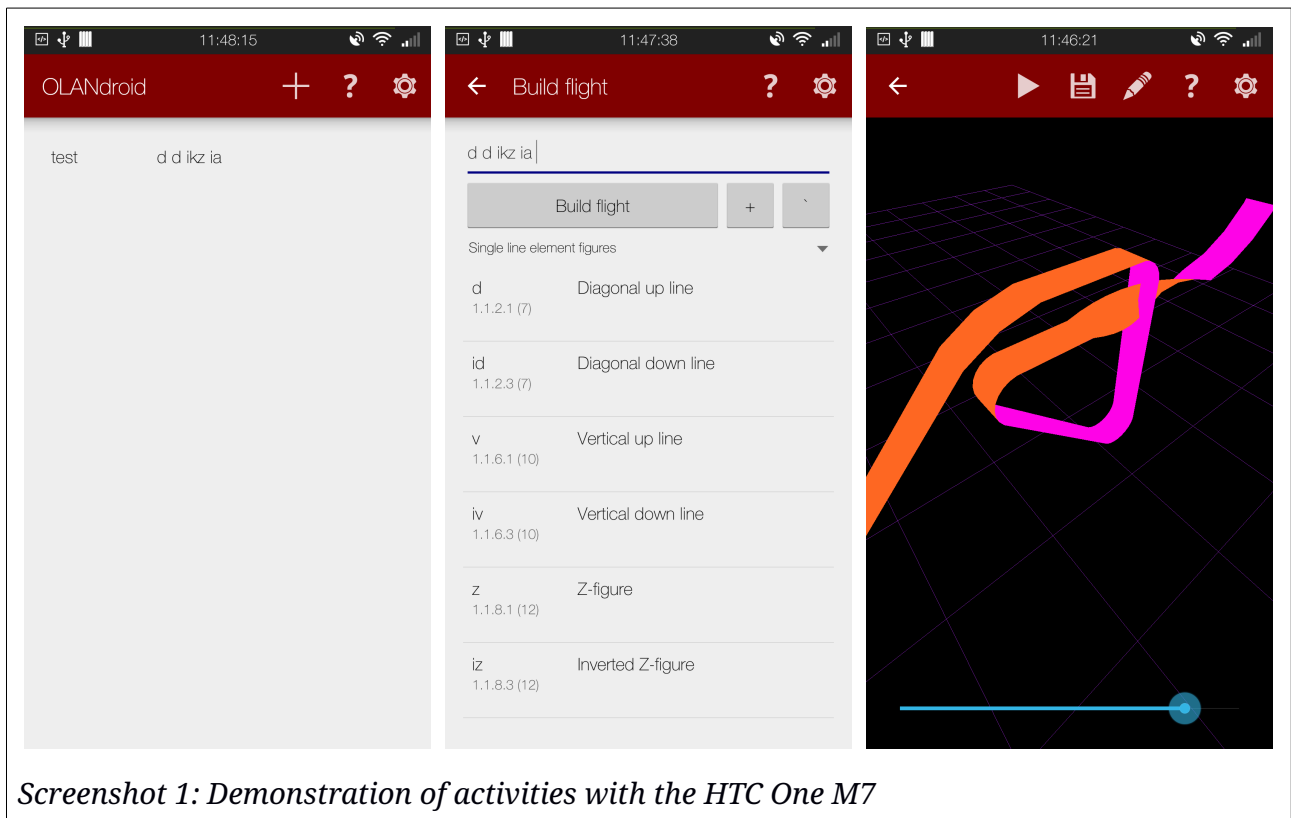 11:48:15
OLANdroid + ?
test d d ikz ia
11:47:38
Build flight ?
d d ikz ia
Build flight + `
Single line element figures
d Diagonal up line
1.1.2.1 (7)
id Diagonal down line
1.1.2.3 (7)
v Vertical up line
1.1.6.1 (10)
iv Vertical down line
1.1.6.3 (10)
z Z-figure
1.1.8.1 (12)
iz Inverted Z-figure
1.1.8.3 (12)
11:46:21
?
Screenshot 1: Demonstration of activities with the HTC One M7